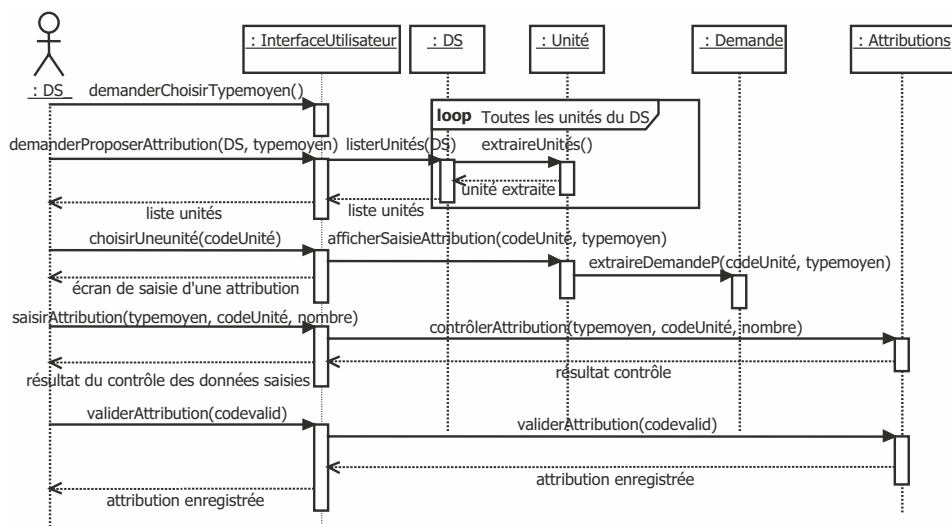 : InterfaceUtilisateur
: DS
: Unité
: Demande
: Attributions
: DS
demanderChoisirTypemoyen()
loop Toutes les unités du DS
demanderProposerAttribution(DS, typemoyen)
listerUnités(DS)
extraireUnités()
unité extraite
liste unités
liste unités
choisirUneunité(codeUnité)
afficherSaisieAttribution(codeUnité, typemoyen)
extraireDemandeP(codeUnité, typemoyen)
écran de saisie d'une attribution
saisirAttribution(typemoyen, codeUnité, nombre)
contrôlerAttribution(typemoyen, codeUnité, nombre)
résultat contrôle
résultat du contrôle des données saisies
validerAttribution(codevalid)
validerAttribution(codevalid)
attribution enregistrée
attribution enregistrée